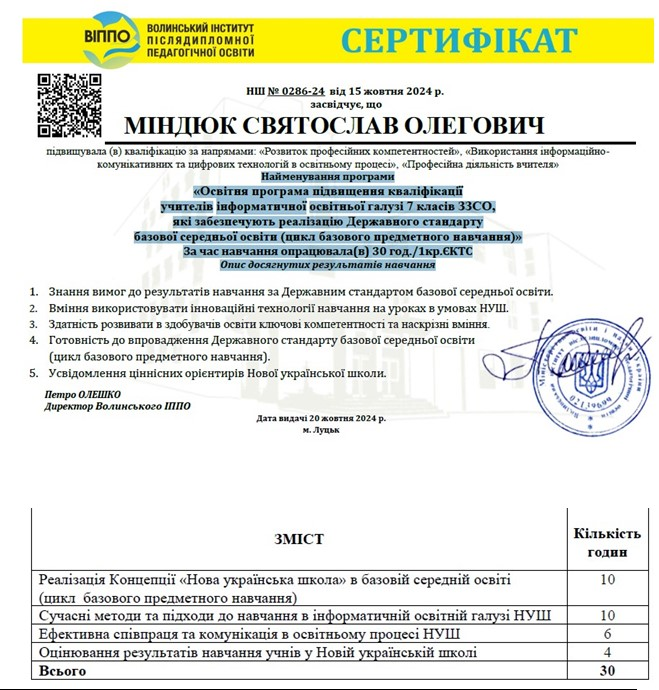 ВІППО
ВОЛИНСЬКИЙ ІНСТИТУТ
ПІСЛЯДИПЛОМНОЇ
ПЕДАГОГІЧНОЇ ОСВІТИ
СЕРТИФІКАТ
НШ № 0286-24 від 15 жовтня 2024 р.
засвідчує, що
МІНДЮК СВЯТОСЛАВ ОЛЕГОВИЧ
підвищувала (в) кваліфікацію за напрямами: «Розвиток професійних компетентностей», «Використання інформаційно-
комунікативних та цифрових технологій в освітньому процесі», «Професійна діяльність вчителя»
Найменування програми
«Освітня програма підвищення кваліфікації
учителів інформатичної освітньої галузі 7 класів ЗЗСО,
які забезпечують реалізацію Державного стандарту
базової середньої освіти (цикл базового предметного навчання)»
За час навчання опрацювала(в) 30 год./1кр.ЄКТС
Опис досягнутих результатів навчання
1. Знання вимог до результатів навчання за Державним стандартом базової середньої освіти.
2. Вміння використовувати інноваційні технології навчання на уроках в умовах НУШ.
3. Здатність розвивати в здобувачів освіти ключові компетентності та наскрізні вміння.
4. Готовність до впровадження Державного стандарту базової середньої освіти
(цикл базового предметного навчання).
5. Усвідомлення ціннісних орієнтирів Нової української школи.
Петро ОЛЕШКО
Директор Волинського ІППО
02139699
Дата видачі 20 жовтня 2024 р.
м. Луцьк
ЗМІСТ Кількість
годин
Реалізація Концепції «Нова українська школа» в базовій середній освіті 10
(цикл базового предметного навчання)
Сучасні методи та підходи до навчання в інформатичній освітній галузі НУШ 10
Ефективна співпраця та комунікація в освітньому процесі НУШ 6
Оцінювання результатів навчання учнів у Новій українській школі 4
Всього 30